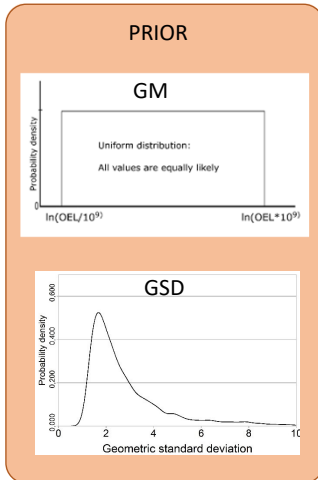 PRIOR
GM
Probability density
Uniform distribution:
All values are equally likely
0
ln(OEL/10⁹)
ln(OEL*10⁹)
GSD
Probability density
0.600
0.400
0.200
0.000
0
2
4
6
8
10
Geometric standard deviation